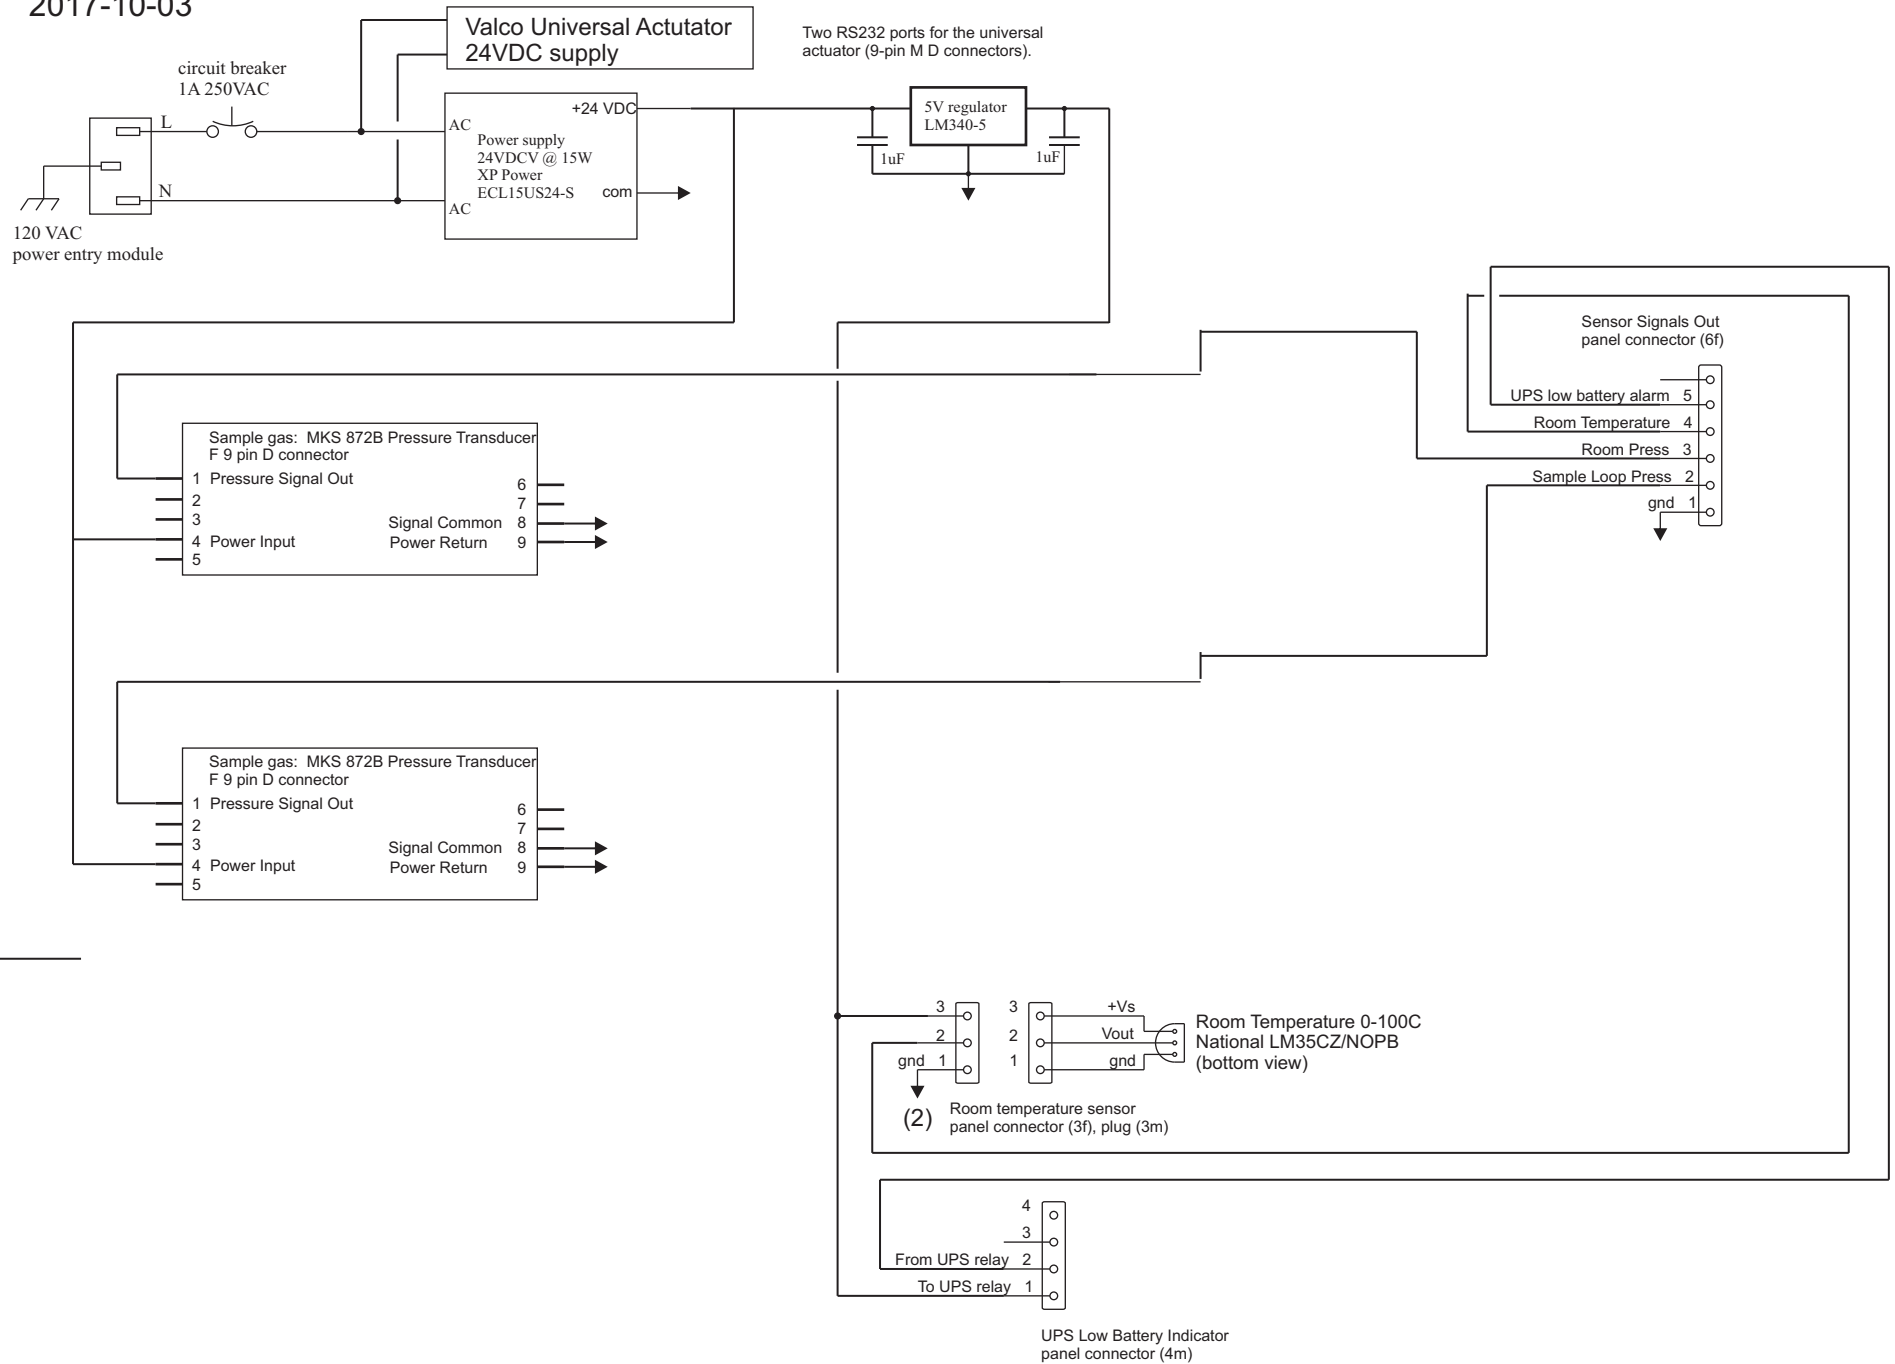 2017-10-03
Valco Universal Actutator
24VDC supply
Two RS232 ports for the universal
actuator (9-pin M D connectors).
circuit breaker
1A 250VAC
L
N
120 VAC
power entry module
+24 VDC
AC
Power supply
24VDCV @ 15W
XP Power
ECL15US24-S
com
AC
5V regulator
LM340-5
1uF
1uF
Sensor Signals Out
panel connector (6f)
UPS low battery alarm 5
Room Temperature 4
Room Press 3
Sample Loop Press 2
gnd 1
Sample gas: MKS 872B Pressure Transducer
F 9 pin D connector
1 Pressure Signal Out
2
3
4 Power Input
5
6
7
Signal Common 8
Power Return 9
Sample gas: MKS 872B Pressure Transducer
F 9 pin D connector
1 Pressure Signal Out
2
3
4 Power Input
5
6
7
Signal Common 8
Power Return 9
3
2
gnd 1
(2)
3 +Vs
2 Vout
1 gnd
Room Temperature 0-100C
National LM35CZ/NOPB
(bottom view)
Room temperature sensor
panel connector (3f), plug (3m)
4
3
From UPS relay 2
To UPS relay 1
UPS Low Battery Indicator
panel connector (4m)